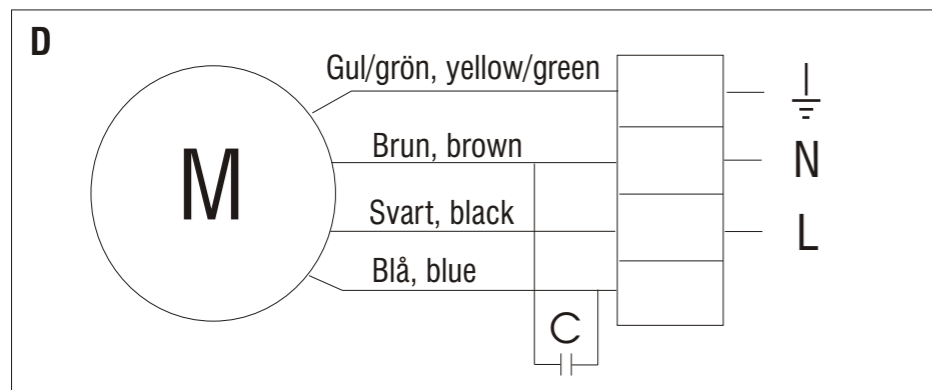 D
Gul/grön, yellow/green
M
Brun, brown
N
Svart, black
L
Blå, blue
C